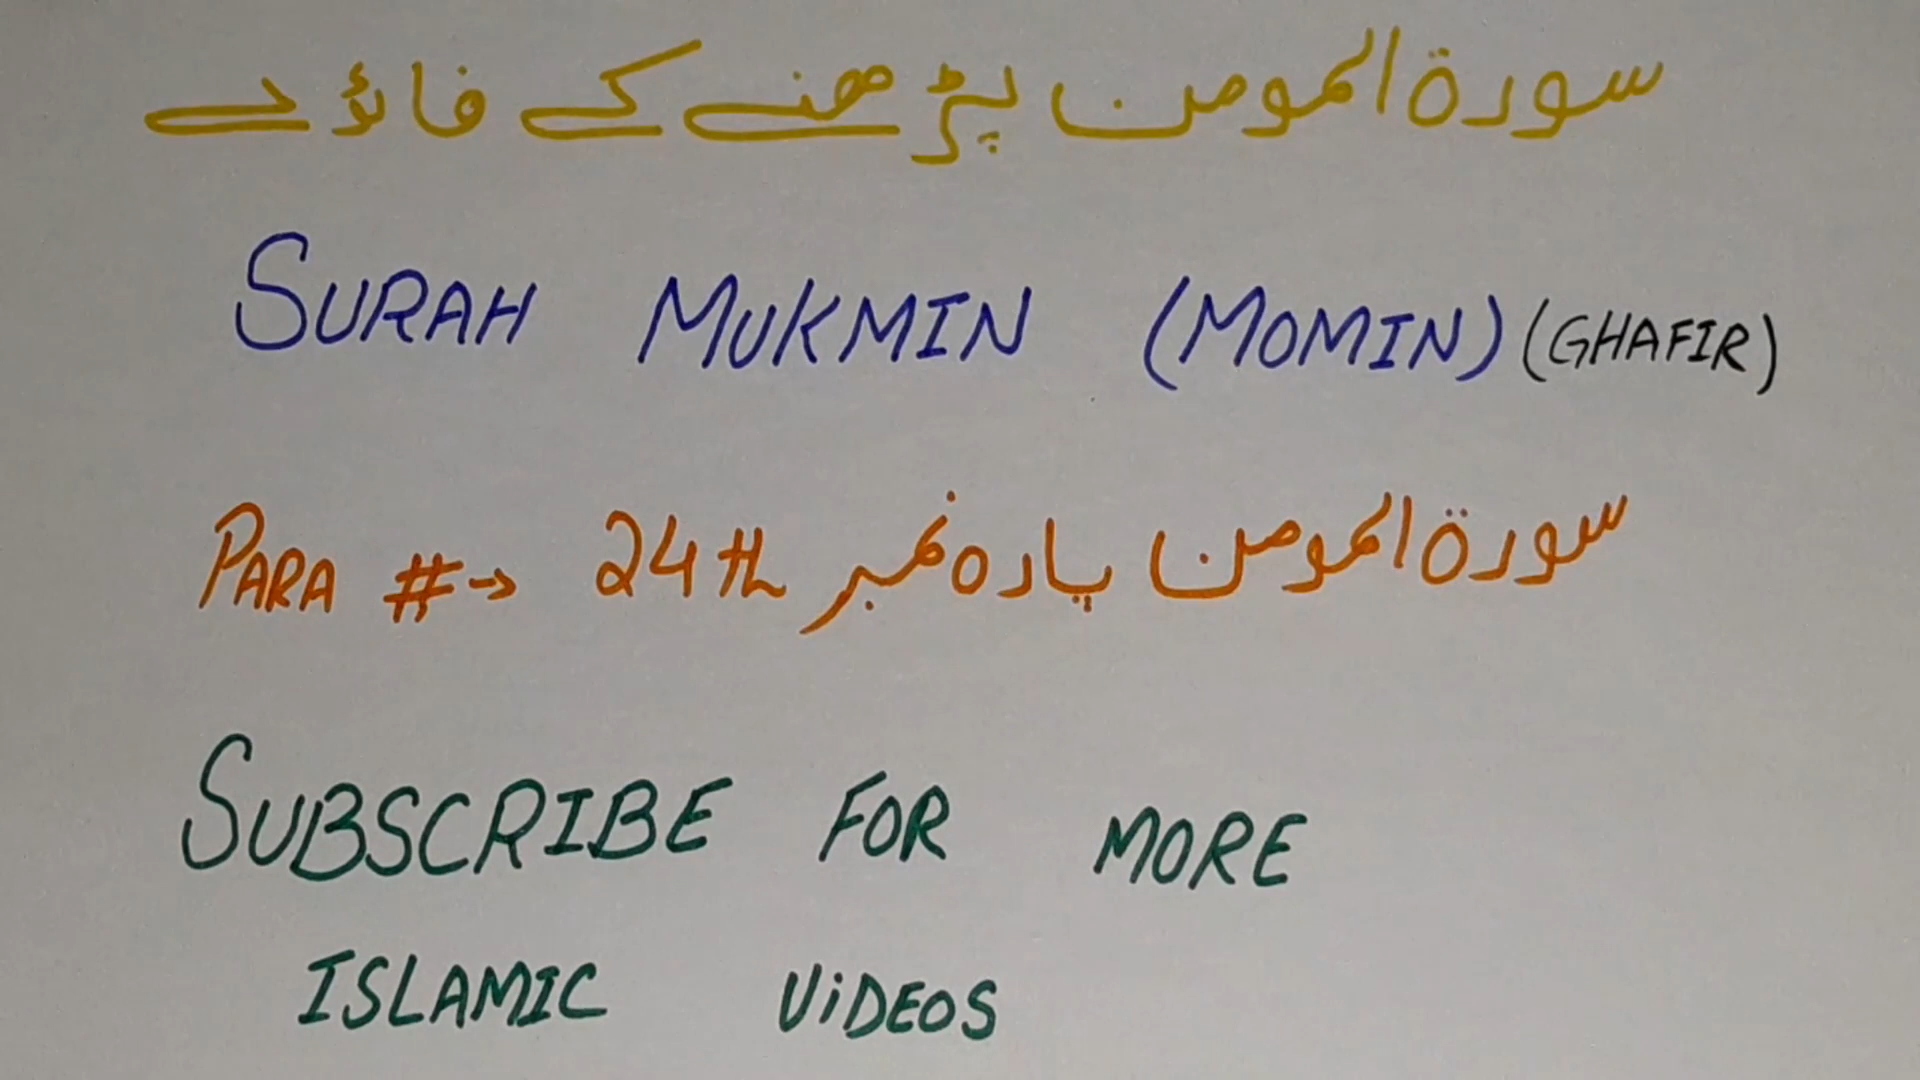 سورۃ المومن پڑھنے کے فائدے
SURAH MUKMIN (MOMIN) (GHAFIR)
PARA #→ 24th سورۃ المومن پارہ نمبر
SUBSCRIBE FOR MORE
ISLAMIC ViDEOS